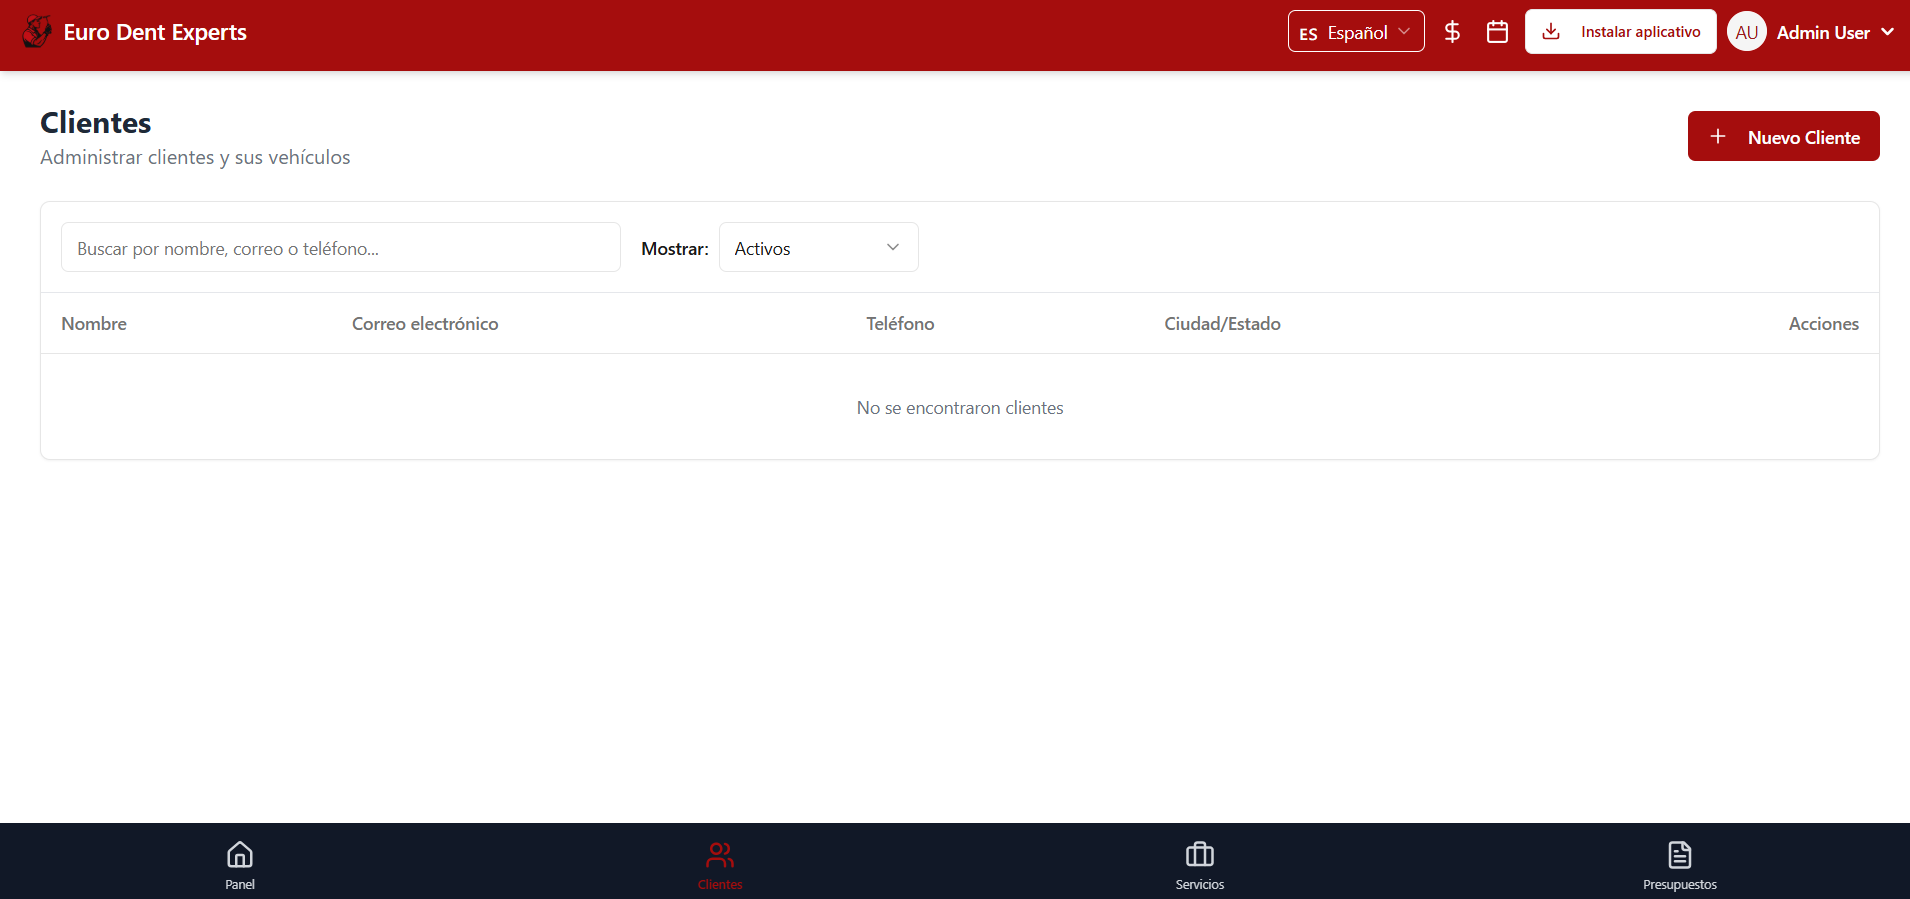 Euro Dent Experts
ES Español
Instalar aplicativo
AU Admin User
Clientes
Administrar clientes y sus vehículos
Nuevo Cliente
Buscar por nombre, correo o teléfono...
Mostrar: Activos
Nombre Correo electrónico Teléfono Ciudad/Estado Acciones
No se encontraron clientes
Panel Clientes Servicios Presupuestos